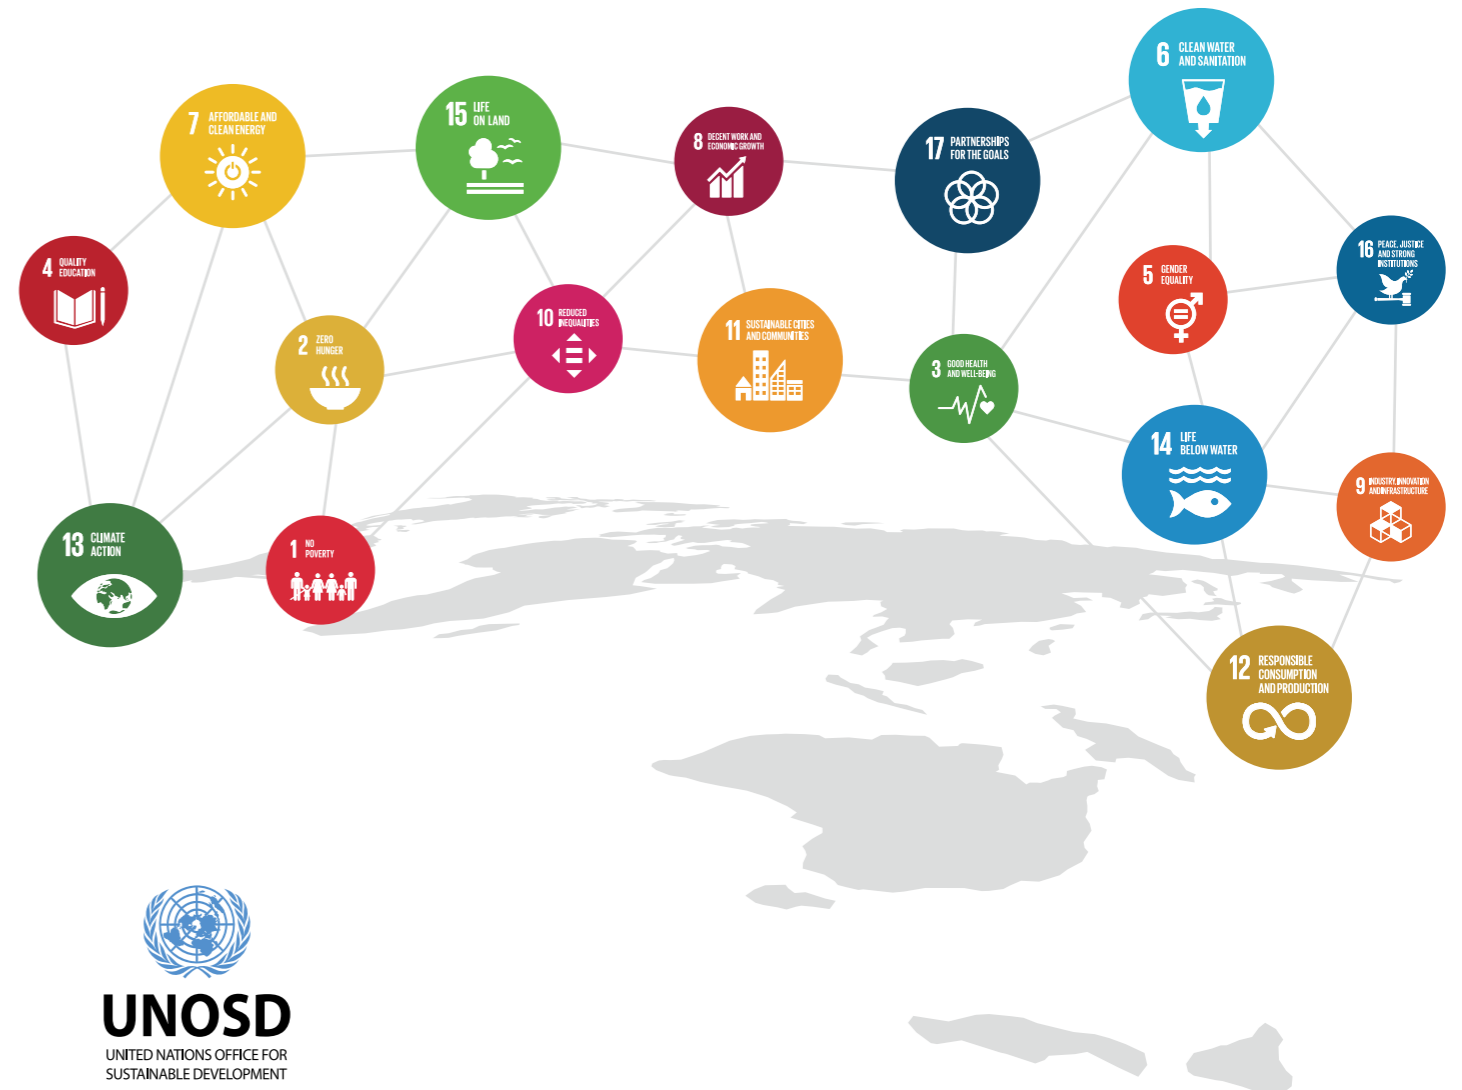 6 CLEAN WATER
AND SANITATION
7 AFFORDABLE AND
CLEAN ENERGY
15 LIFE
ON LAND
8 DECENT WORK AND
ECONOMIC GROWTH
17 PARTNERSHIPS
FOR THE GOALS
4 QUALITY
EDUCATION
16 PEACE, JUSTICE
AND STRONG
INSTITUTIONS
5 GENDER
EQUALITY
2 ZERO
HUNGER
10 REDUCED
INEQUALITIES
11 SUSTAINABLE CITIES
AND COMMUNITIES
3 GOOD HEALTH
AND WELL-BEING
14 LIFE
BELOW WATER
9 INDUSTRY, INNOVATION
AND INFRASTRUCTURE
13 CLIMATE
ACTION
1 NO
POVERTY
12 RESPONSIBLE
CONSUMPTION
AND PRODUCTION
UNOSD
UNITED NATIONS OFFICE FOR
SUSTAINABLE DEVELOPMENT